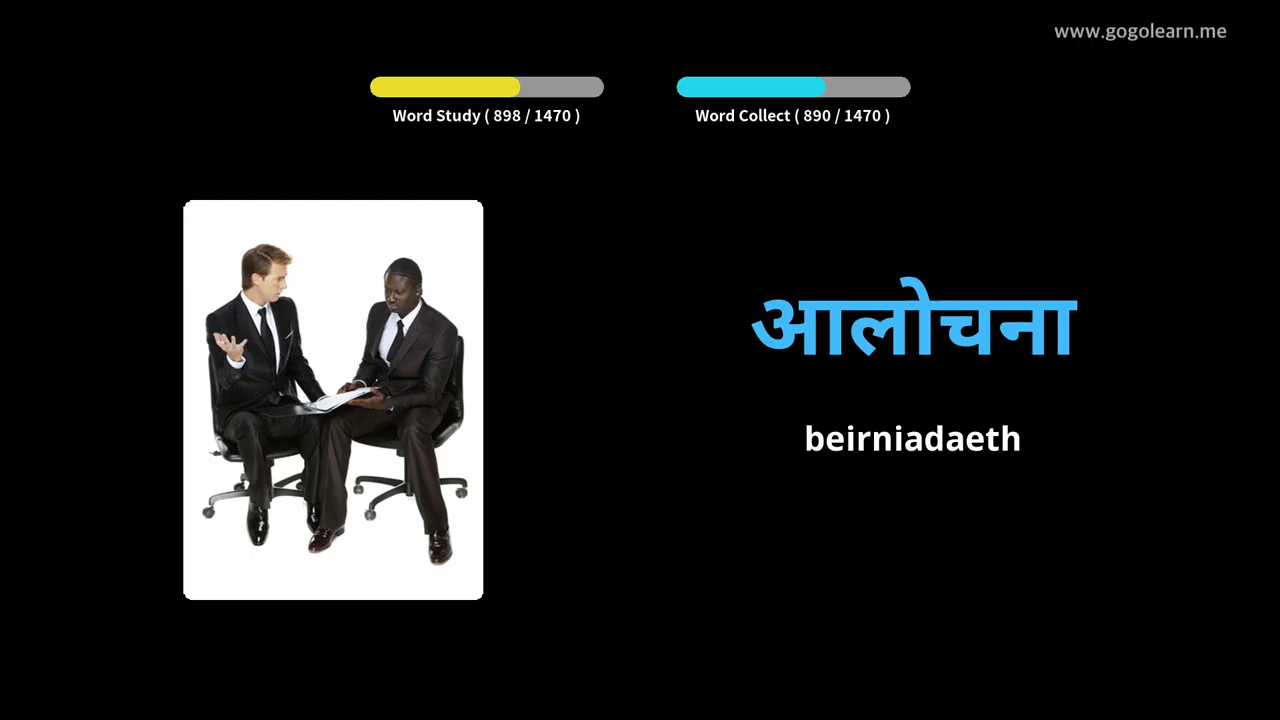 www.gogolearn.me
Word Study ( 898 / 1470 )
Word Collect ( 890 / 1470 )
आलोचना
beirniadaeth